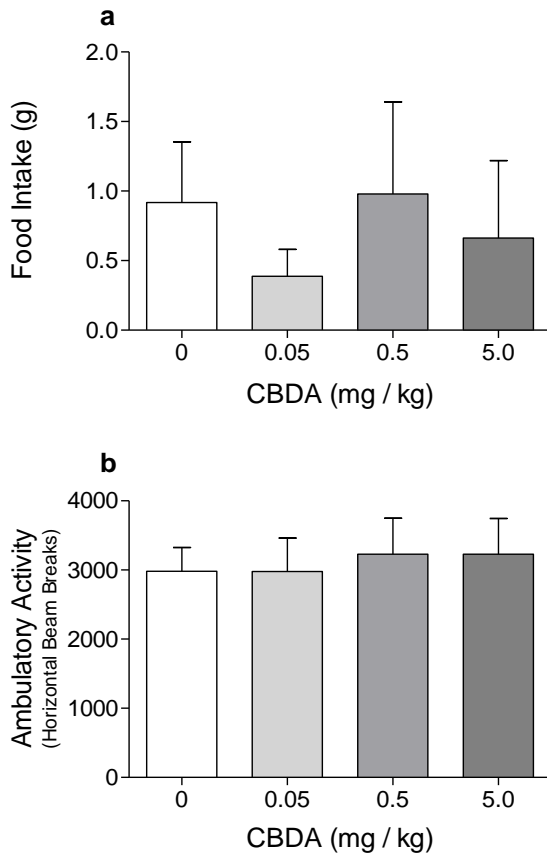 a
Food Intake (g)
2.0
1.5
1.0
0.5
0.0
0 0.05 0.5 5.0
CBDA (mg / kg)
b
Ambulatory Activity
(Horizontal Beam Breaks)
4000
3000
2000
1000
0
0 0.05 0.5 5.0
CBDA (mg / kg)